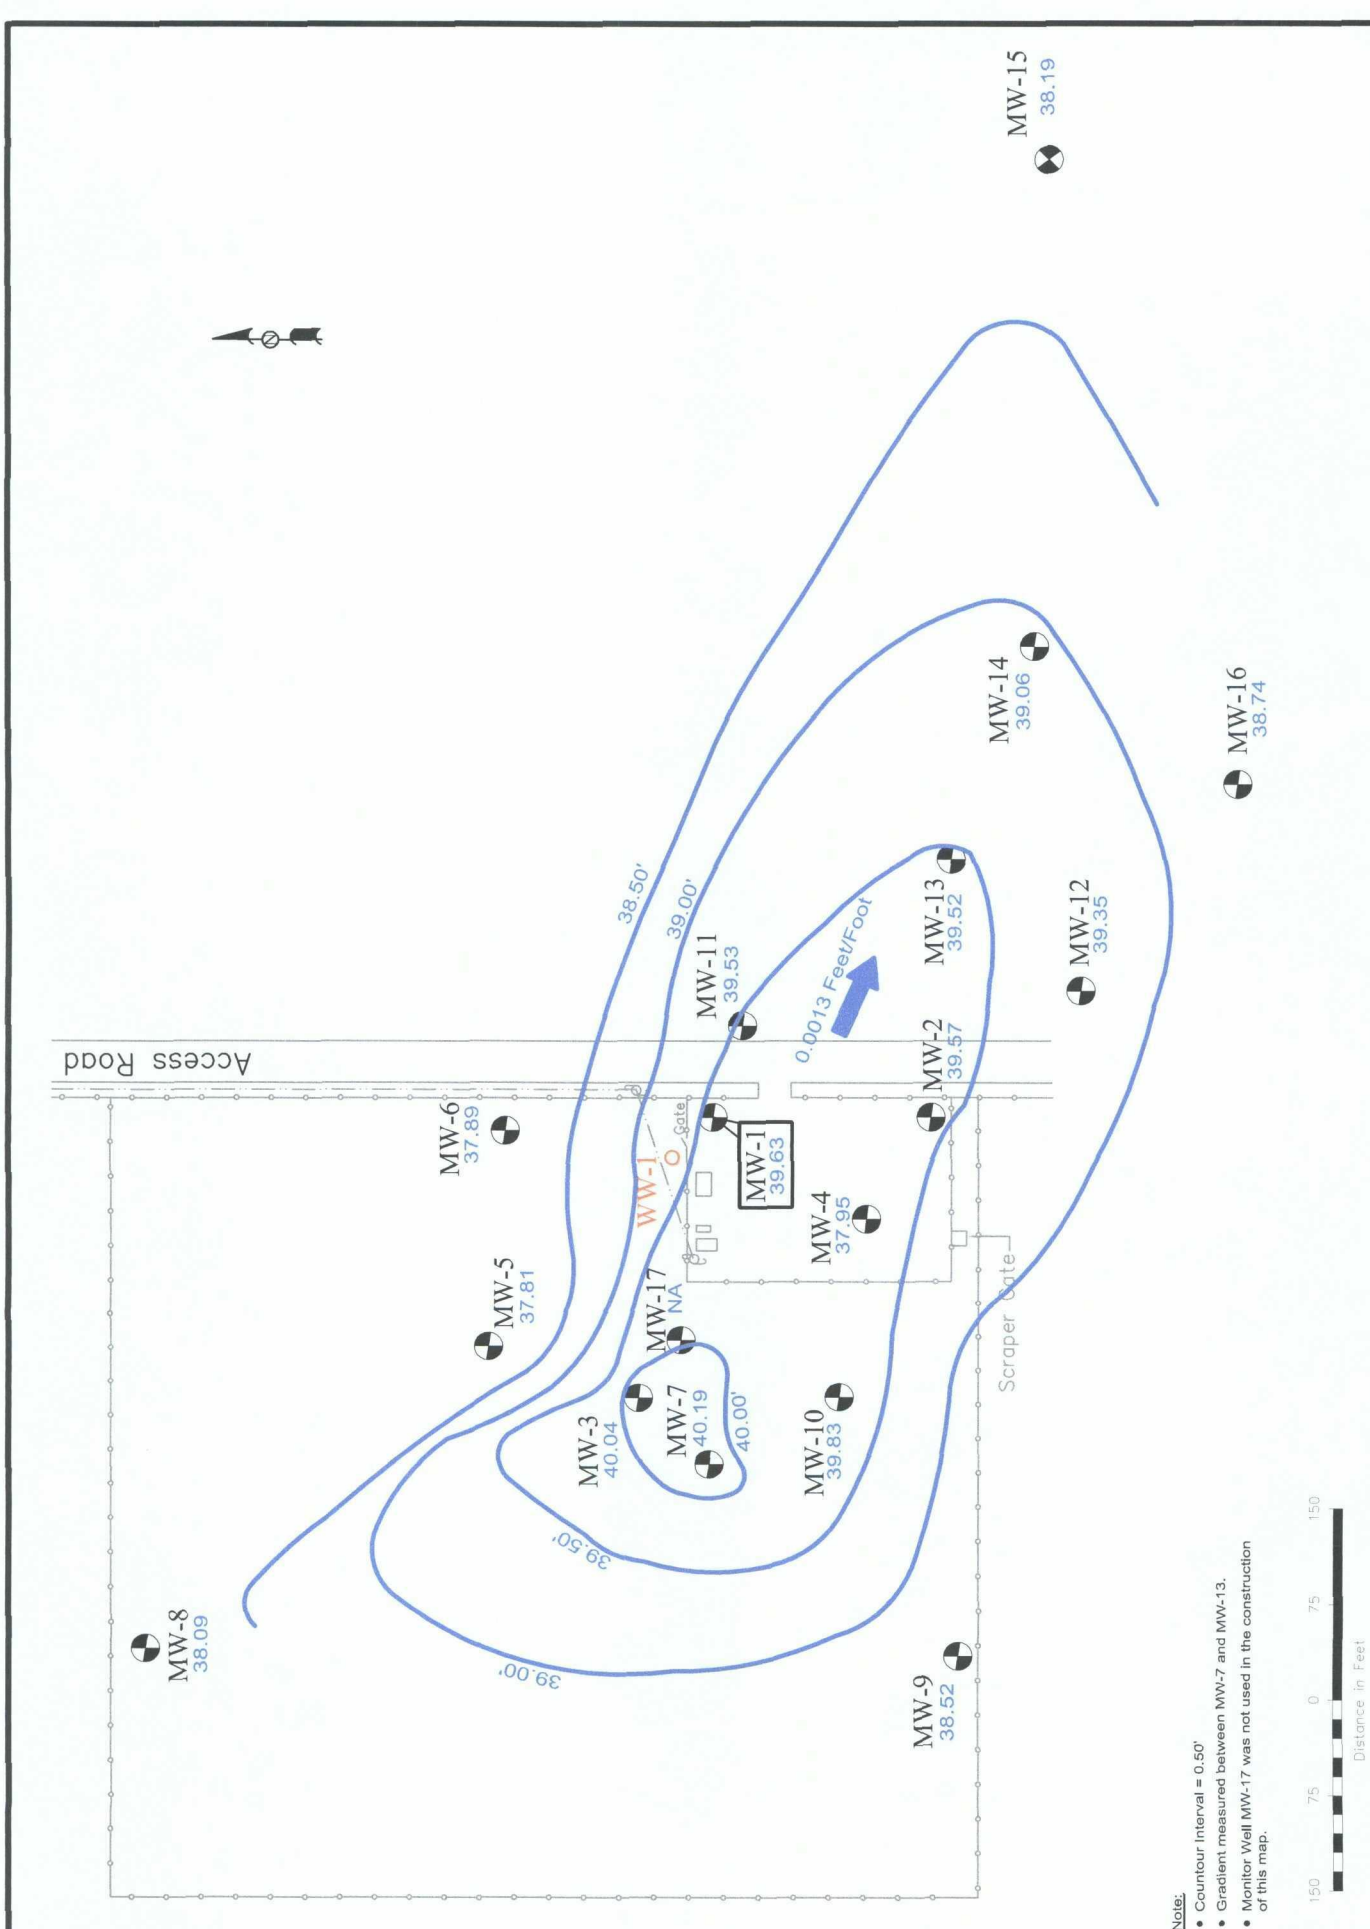 MW-15
38.19
N
38.50'
39.00'
MW-14
39.06
MW-16
38.74
MW-11
39.53
0.0013 Feet/Foot
MW-13
39.52
MW-12
39.35
Access Road
MW-6
37.89
WW-1
Gate
MW-1
39.63
MW-2
39.57
MW-5
37.81
MW-17
NA
MW-4
37.95
Scraper Gate
MW-3
40.04
MW-7
40.19
40.00'
MW-10
39.83
39.50'
39.00'
MW-8
38.09
MW-9
38.52
Note:
• Countour Interval = 0.50'
• Gradient measured between MW-7 and MW-13.
• Monitor Well MW-17 was not used in the construction
of this map.
150 75 0 75 150
Distance in Feet